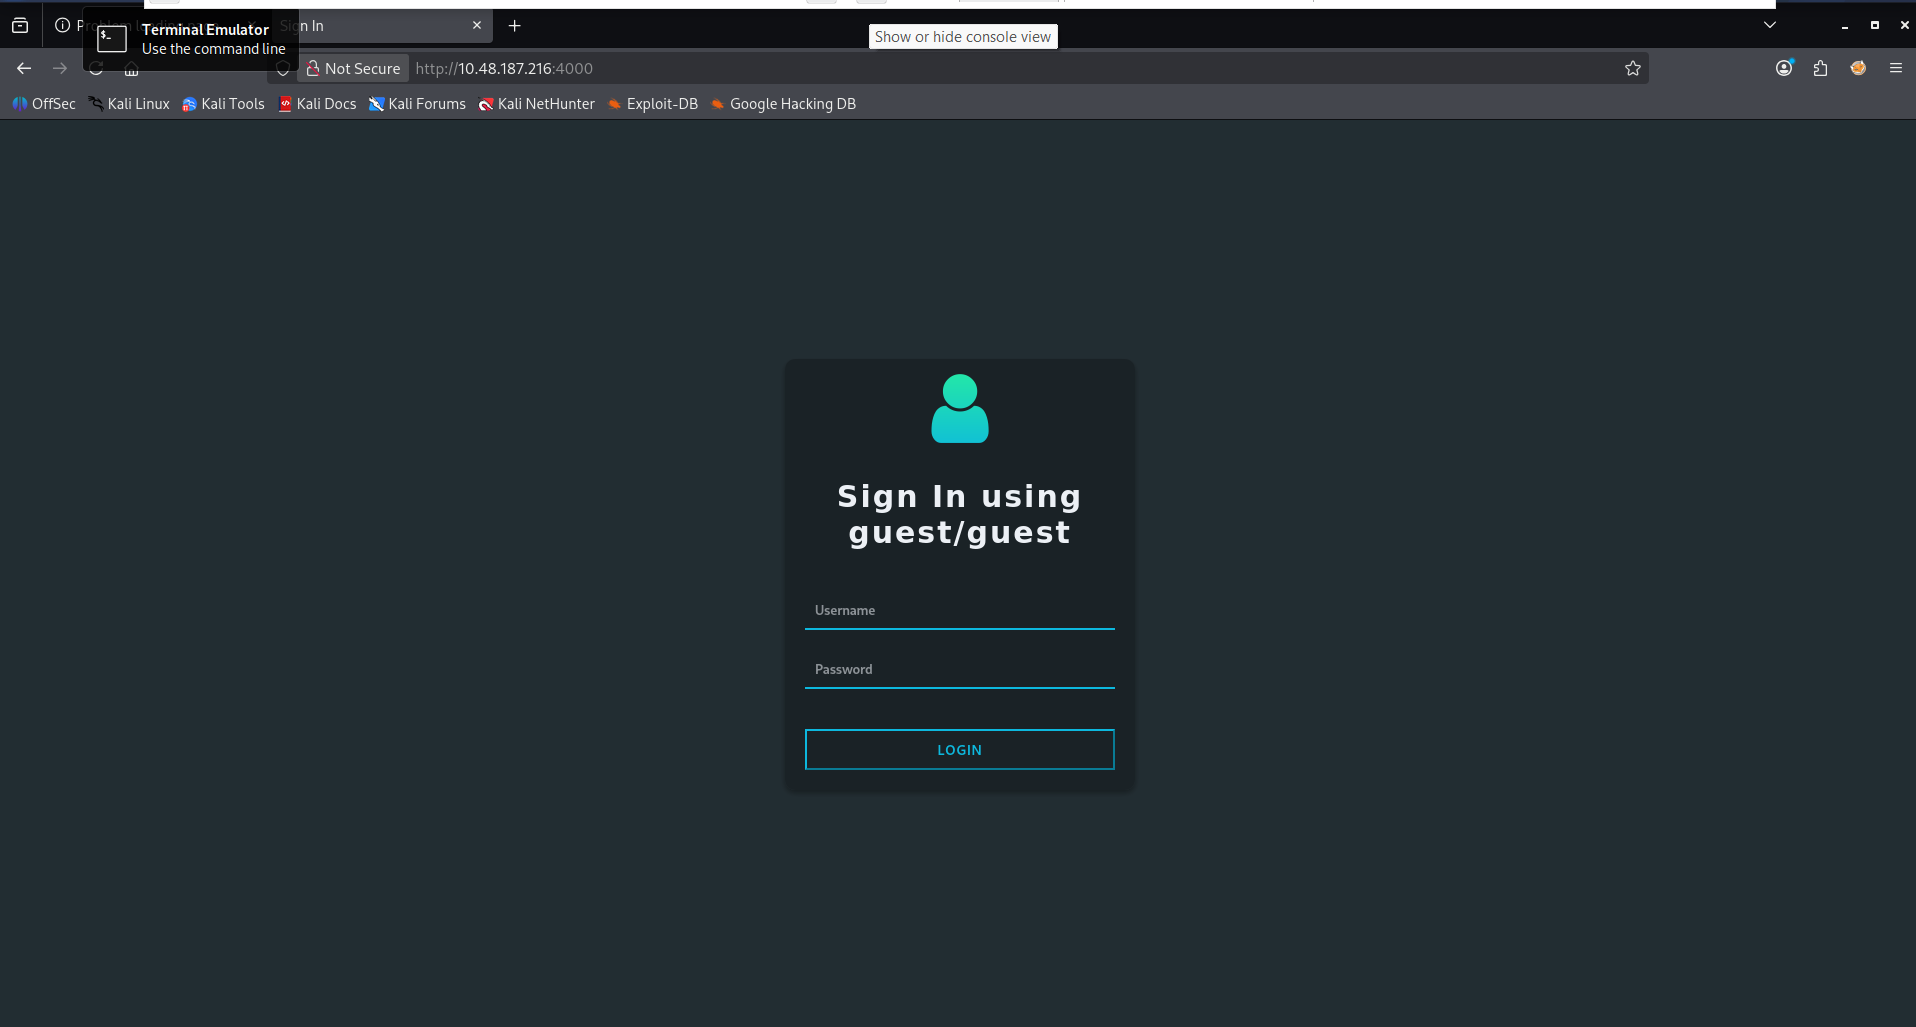 Sign In
Terminal Emulator
Use the command line
Show or hide console view
Not Secure
http://10.48.187.216:4000
OffSec
Kali Linux
Kali Tools
Kali Docs
Kali Forums
Kali NetHunter
Exploit-DB
Google Hacking DB
Sign In using
guest/guest
Username
Password
LOGIN